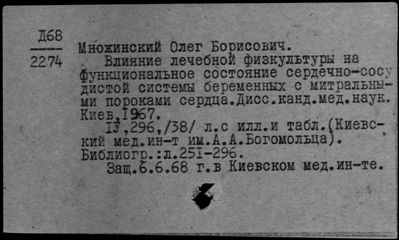 Д68
2274
Множинский Олег Борисович.
Влияние лечебной физкультуры на
функциональное состояние сердечно-сосу
дистой системы беременных с митральны-
ми пороками сердца.Дисс.канд.мед.наук.
Киев,1967.
IУ,296,/38/ л.с илл.и табл.(Киевс-
кий мед.ин-т им.А.А.Богомольца).
Библиогр.:л.251-296.
Защ.6.6.68 г.в Киевском мед.ин-те.